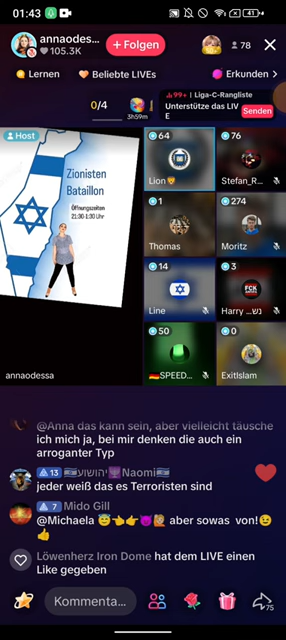 01:43
41
annaodes...
105.3K
+ Folgen
78
Lernen
Beliebte LIVEs
Erkunden
0/4
3h59m
99+ | Liga-C-Rangliste
Unterstütze das LIV
E
Senden
Host
Zionisten
Bataillon
Öffnungszeiten
21:30-1:30 Uhr
annaodessa
64
Lion🦁
76
Stefan_R...
1
Thomas
274
Moritz
14
Line
3
FCK
Harry ...נש
50
🇩🇪SPEED...
0
ExitIslam
@Anna das kann sein, aber vielleicht täusche
ich mich ja, bei mir denken die auch ein
arroganter Typ
13 🇮🇱יהושוע👿Naomi🇮🇱
jeder weiß das es Terroristen sind
7 Mido Gill
@Michaela 😇👈👉😈🙋🏼 aber sowas von!😉
👍
Löwenherz Iron Dome hat dem LIVE einen
Like gegeben
Kommenta...
75